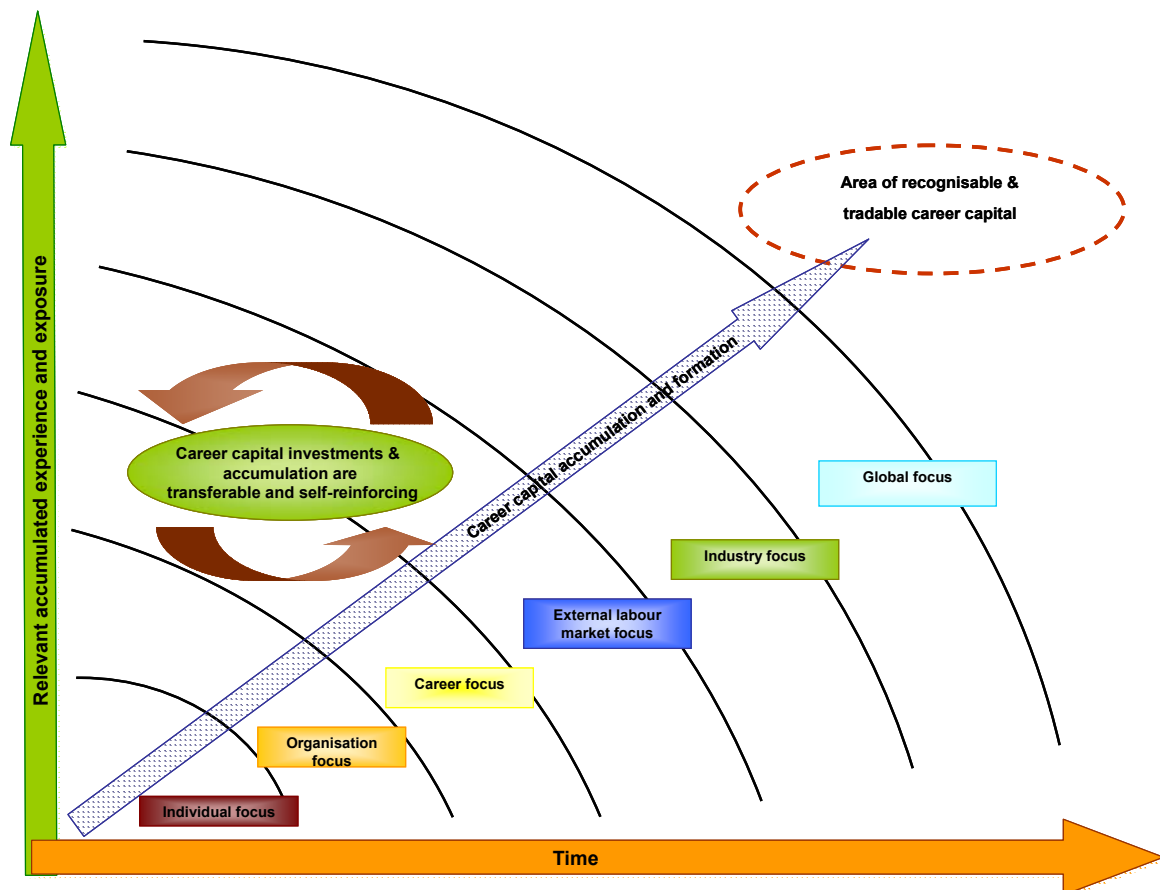 Area of recognisable &
tradable career capital
Relevant accumulated experience and exposure
Career capital accumulation and formation
Career capital investments &
accumulation are
transferable and self-reinforcing
Global focus
Industry focus
External labour
market focus
Career focus
Organisation
focus
Individual focus
Time